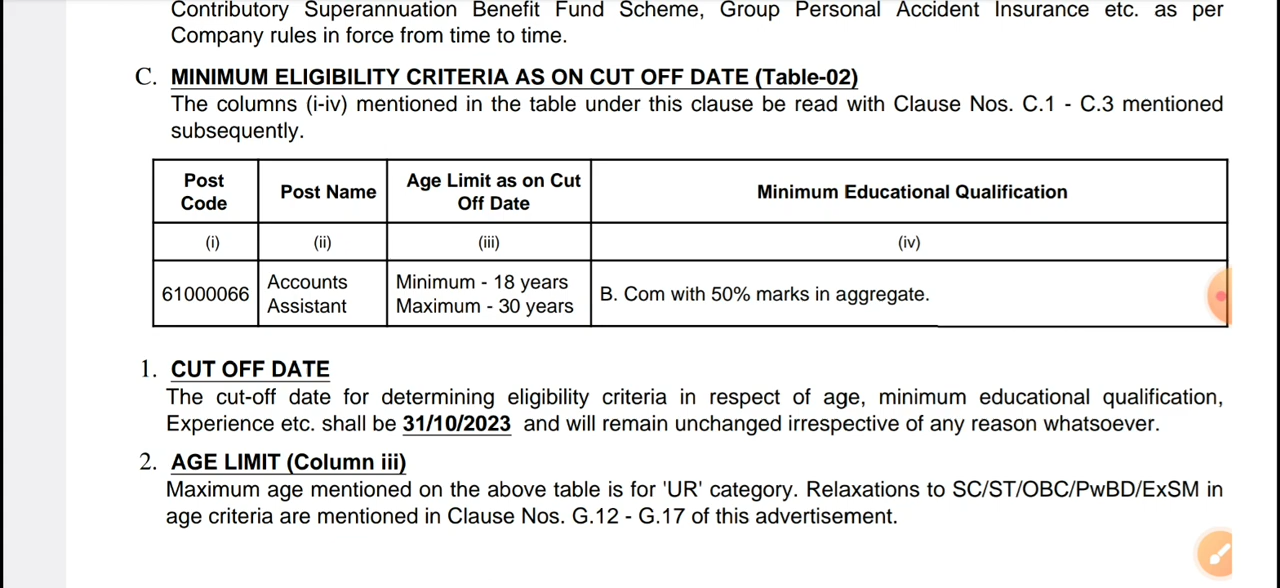 Contributory Superannuation Benefit Fund Scheme, Group Personal Accident Insurance etc. as per
Company rules in force from time to time.
C. MINIMUM ELIGIBILITY CRITERIA AS ON CUT OFF DATE (Table-02)
The columns (i-iv) mentioned in the table under this clause be read with Clause Nos. C.1 - C.3 mentioned
subsequently.
Post Code | Post Name | Age Limit as on Cut Off Date | Minimum Educational Qualification
(i) | (ii) | (iii) | (iv)
61000066 | Accounts Assistant | Minimum - 18 years Maximum - 30 years | B. Com with 50% marks in aggregate.
1. CUT OFF DATE
The cut-off date for determining eligibility criteria in respect of age, minimum educational qualification,
Experience etc. shall be 31/10/2023 and will remain unchanged irrespective of any reason whatsoever.
2. AGE LIMIT (Column iii)
Maximum age mentioned on the above table is for 'UR' category. Relaxations to SC/ST/OBC/PwBD/ExSM in
age criteria are mentioned in Clause Nos. G.12 - G.17 of this advertisement.